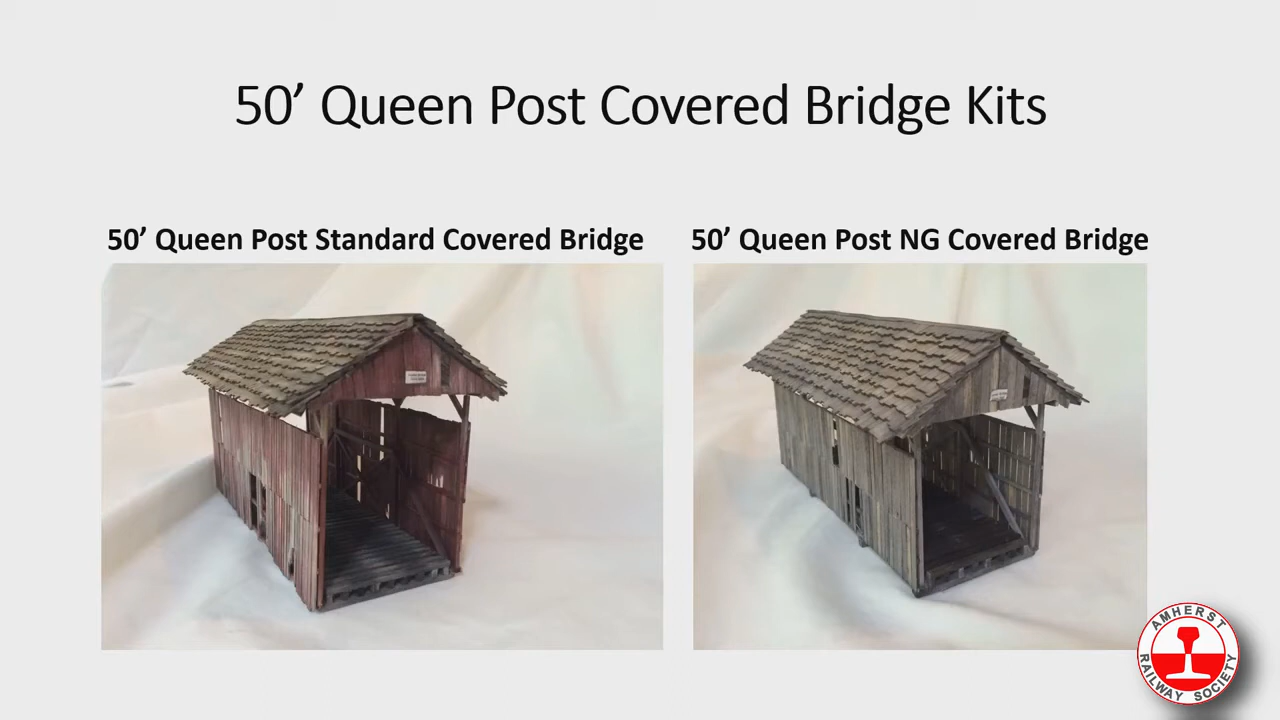 50’ Queen Post Covered Bridge Kits
50’ Queen Post Standard Covered Bridge
50’ Queen Post NG Covered Bridge
AMHERST
RAILWAY SOCIETY